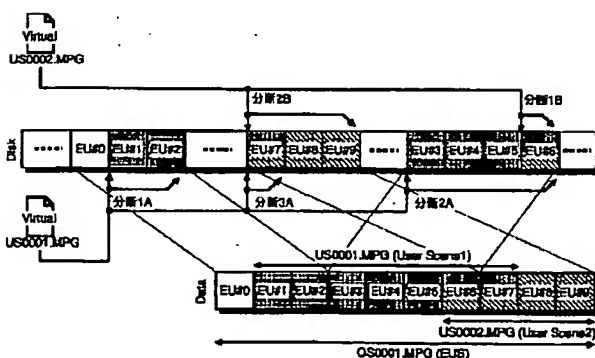 Virtual
US0002.MPG
分断2B
分断1B
Disk
EU#0
EU#1
EU#2
EU#7
EU#8
EU#9
EU#3
EU#4
EU#5
EU#6
Virtual
US0001.MPG
分断1A
分断3A
分断2A
US0001.MPG (User Scene1)
Data
EU#0
EU#1
EU#2
EU#3
EU#4
EU#5
EU#6
EU#7
EU#8
EU#9
US0002.MPG (User Scene2)
OS0001.MPG (EUS)